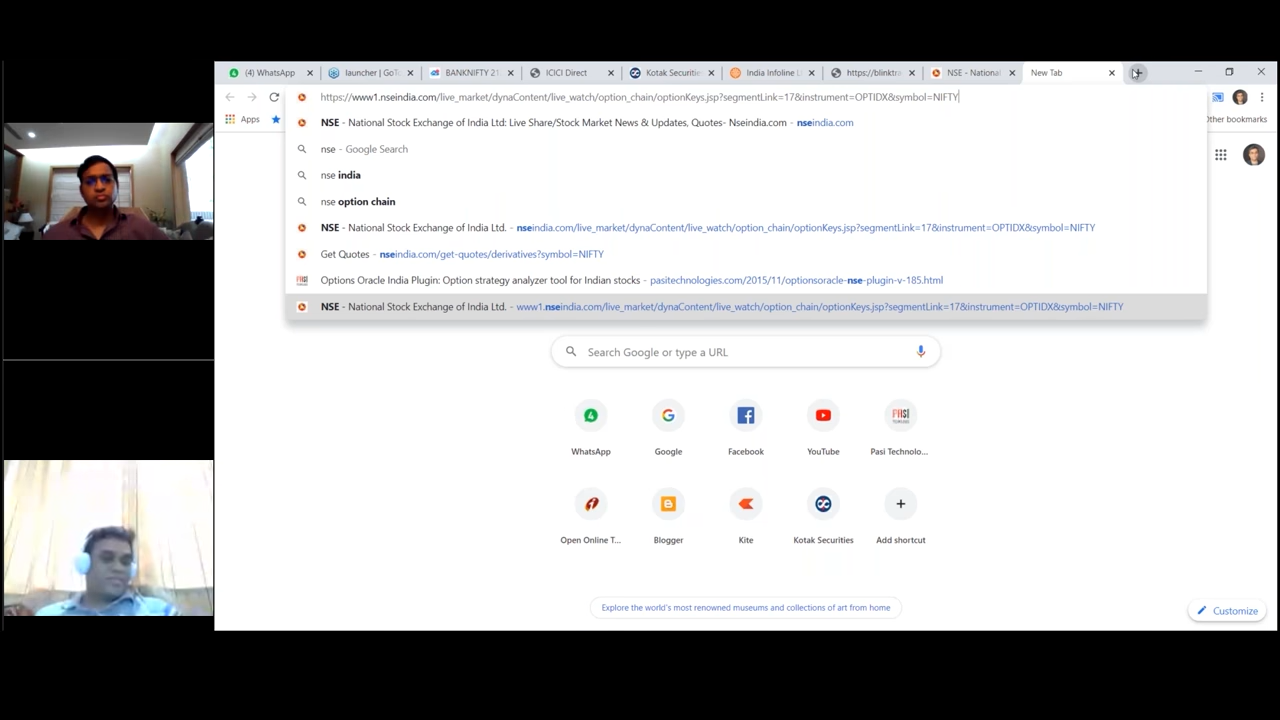 (4) WhatsApp
launcher | GoTo
BANKNIFTY 21
ICICI Direct
Kotak Securitie
India Infoline L
https://blinktra
NSE - National
New Tab
https://www1.nseindia.com/live_market/dynaContent/live_watch/option_chain/optionKeys.jsp?segmentLink=17&instrument=OPTIDX&symbol=NIFTY
Apps
NSE - National Stock Exchange of India Ltd: Live Share/Stock Market News & Updates, Quotes- Nseindia.com - nseindia.com
Other bookmarks
nse - Google Search
nse india
nse option chain
NSE - National Stock Exchange of India Ltd. - nseindia.com/live_market/dynaContent/live_watch/option_chain/optionKeys.jsp?segmentLink=17&instrument=OPTIDX&symbol=NIFTY
Get Quotes - nseindia.com/get-quotes/derivatives?symbol=NIFTY
Options Oracle India Plugin: Option strategy analyzer tool for Indian stocks - pasitechnologies.com/2015/11/optionsoracle-nse-plugin-v-185.html
NSE - National Stock Exchange of India Ltd. - www1.nseindia.com/live_market/dynaContent/live_watch/option_chain/optionKeys.jsp?segmentLink=17&instrument=OPTIDX&symbol=NIFTY
Search Google or type a URL
WhatsApp
Google
Facebook
YouTube
Pasi Technolo...
Open Online T...
Blogger
Kite
Kotak Securities
Add shortcut
Explore the world's most renowned museums and collections of art from home
Customize